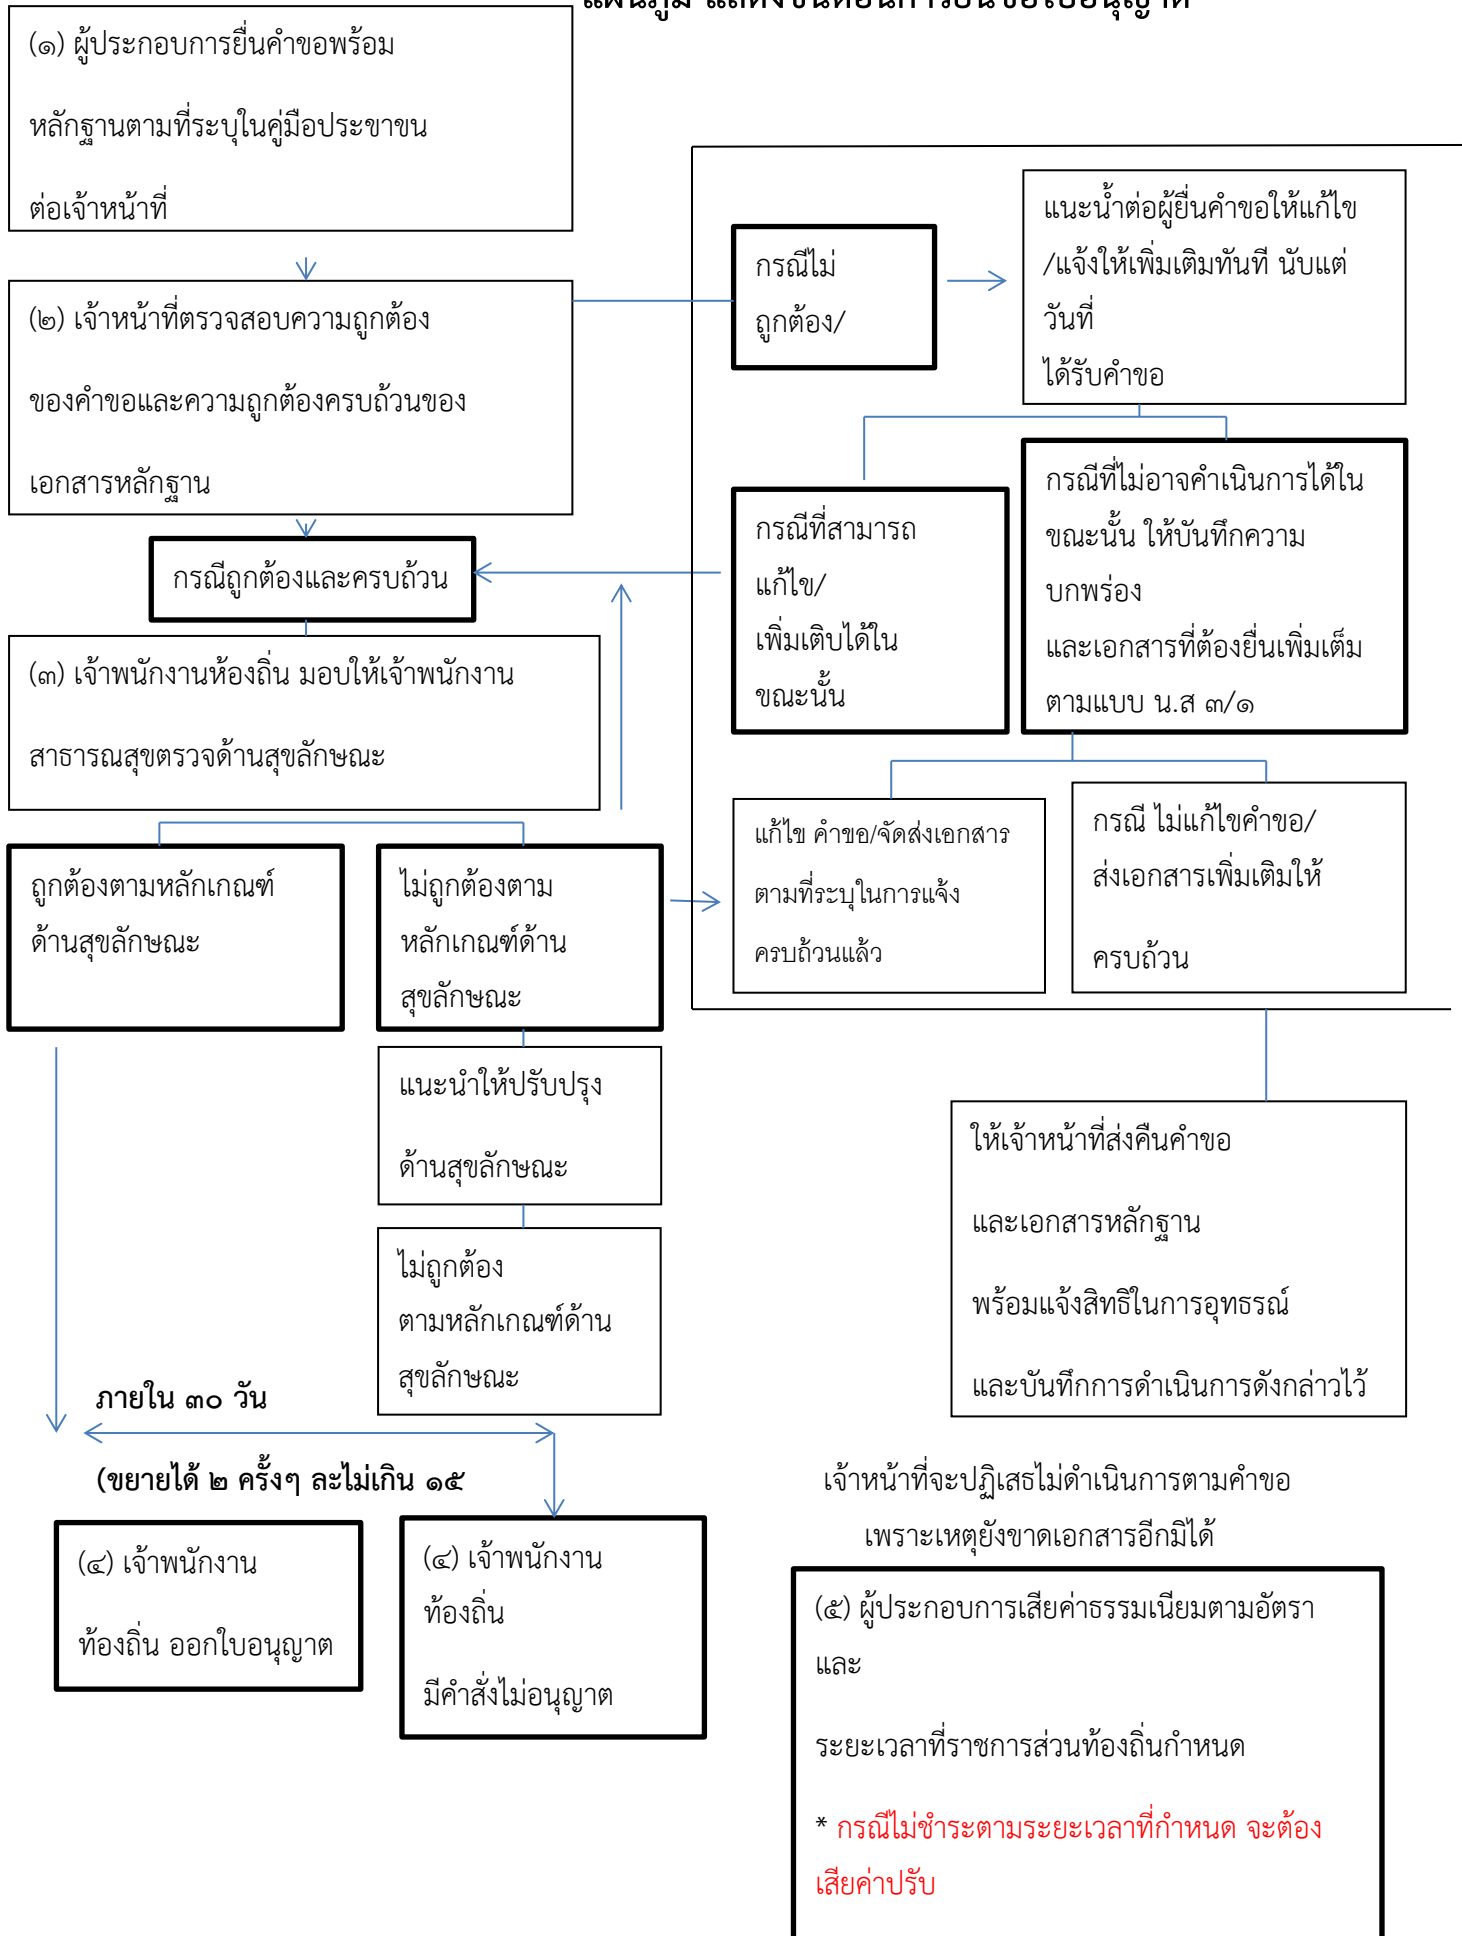 แผนภูมิ แสดงขั้นตอนการยื่นขอใบอนุญาต
(๑) ผู้ประกอบการยื่นคำขอพร้อม
หลักฐานตามที่ระบุในคู่มือประขาขน
ต่อเจ้าหน้าที่
(๒) เจ้าหน้าที่ตรวจสอบความถูกต้อง
ของคำขอและความถูกต้องครบถ้วนของ
เอกสารหลักฐาน
กรณีไม่
ถูกต้อง/
แนะน้ำต่อผู้ยื่นคำขอให้แก้ไข
/แจ้งให้เพิ่มเติมทันที นับแต่
วันที่
ได้รับคำขอ
กรณีถูกต้องและครบถ้วน
กรณีที่สามารถ
แก้ไข/
เพิ่มเติบได้ใน
ขณะนั้น
กรณีที่ไม่อาจคำเนินการได้ใน
ขณะนั้น ให้บันทึกความ
บกพร่อง
และเอกสารที่ต้องยื่นเพิ่มเต็ม
ตามแบบ น.ส ๓/๑
(๓) เจ้าพนักงานห้องถิ่น มอบให้เจ้าพนักงาน
สาธารณสุขตรวจด้านสุขลักษณะ
ถูกต้องตามหลักเกณฑ์
ด้านสุขลักษณะ
ไม่ถูกต้องตาม
หลักเกณฑ์ด้าน
สุขลักษณะ
แก้ไข คำขอ/จัดส่งเอกสาร
ตามที่ระบุในการแจ้ง
ครบถ้วนแล้ว
กรณี ไม่แก้ไขคำขอ/
ส่งเอกสารเพิ่มเติมให้
ครบถ้วน
แนะนำให้ปรับปรุง
ด้านสุขลักษณะ
ไม่ถูกต้อง
ตามหลักเกณฑ์ด้าน
สุขลักษณะ
ให้เจ้าหน้าที่ส่งคืนคำขอ
และเอกสารหลักฐาน
พร้อมแจ้งสิทธิในการอุทธรณ์
และบันทึกการดำเนินการดังกล่าวไว้
ภายใน ๓๐ วัน
(ขยายได้ ๒ ครั้งๆ ละไม่เกิน ๑๕
เจ้าหน้าที่จะปฏิเสธไม่ดำเนินการตามคำขอ
เพราะเหตุยังขาดเอกสารอีกมิได้
(๔) เจ้าพนักงาน
ท้องถิ่น ออกใบอนุญาต
(๔) เจ้าพนักงาน
ท้องถิ่น
มีคำสั่งไม่อนุญาต
(๕) ผู้ประกอบการเสียค่าธรรมเนียมตามอัตรา
และ
ระยะเวลาที่ราชการส่วนท้องถิ่นกำหนด
* กรณีไม่ชำระตามระยะเวลาที่กำหนด จะต้อง
เสียค่าปรับ